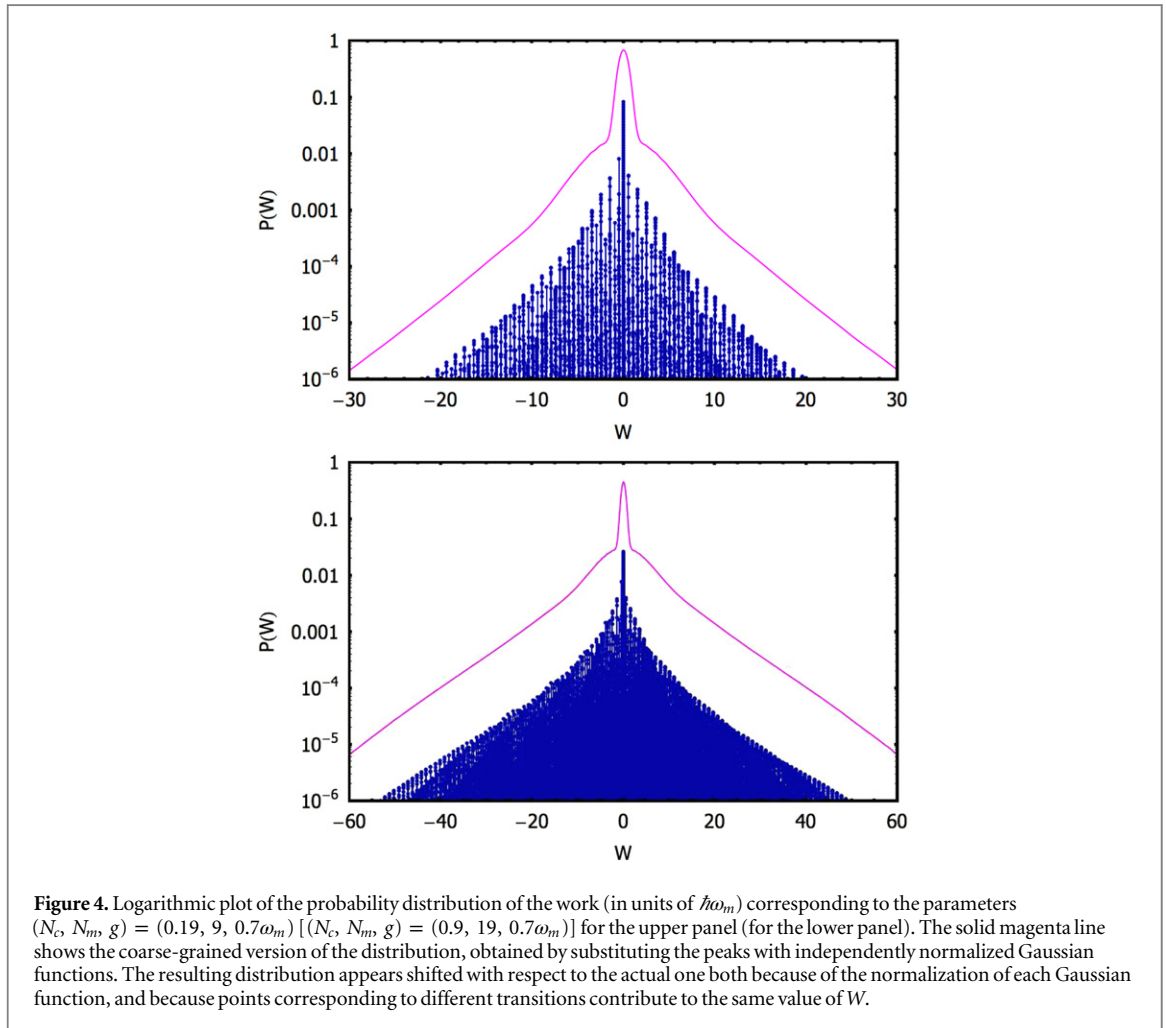 1
0.1
0.01
0.001
10⁻⁴
10⁻⁵
10⁻⁶
P(W)
−30 −20 −10 0 10 20 30
W
1
0.1
0.01
0.001
10⁻⁴
10⁻⁵
10⁻⁶
P(W)
−60 −40 −20 0 20 40 60
W
Figure 4. Logarithmic plot of the probability distribution of the work (in units of ℏωₘ) corresponding to the parameters
(N_c, N_m, g) = (0.19, 9, 0.7ωₘ) [(N_c, N_m, g) = (0.9, 19, 0.7ωₘ)] for the upper panel (for the lower panel). The solid magenta line
shows the coarse-grained version of the distribution, obtained by substituting the peaks with independently normalized Gaussian
functions. The resulting distribution appears shifted with respect to the actual one both because of the normalization of each Gaussian
function, and because points corresponding to different transitions contribute to the same value of W.